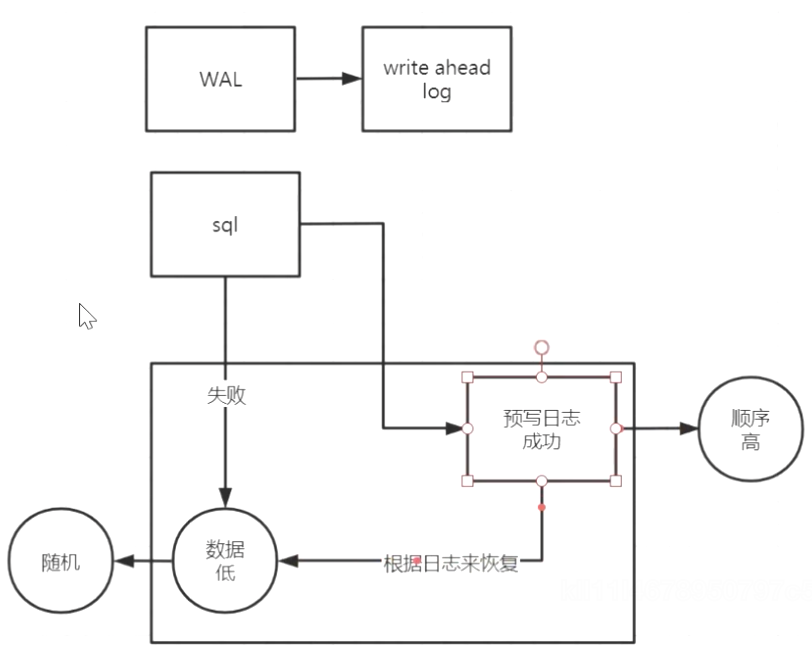 WAL
write ahead
log
sql
失败
预写日志
成功
顺序
高
随机
数据
低
根据日志来恢复